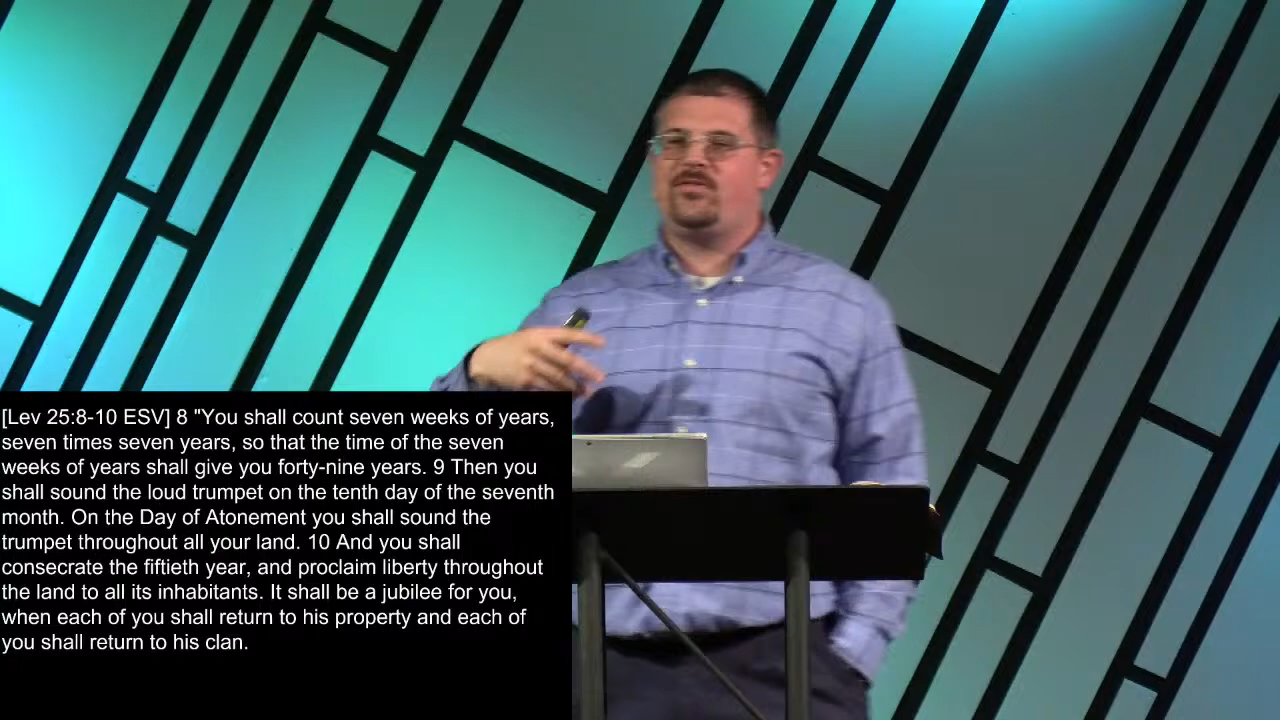 [Lev 25:8-10 ESV] 8 "You shall count seven weeks of years,
seven times seven years, so that the time of the seven
weeks of years shall give you forty-nine years. 9 Then you
shall sound the loud trumpet on the tenth day of the seventh
month. On the Day of Atonement you shall sound the
trumpet throughout all your land. 10 And you shall
consecrate the fiftieth year, and proclaim liberty throughout
the land to all its inhabitants. It shall be a jubilee for you,
when each of you shall return to his property and each of
you shall return to his clan.